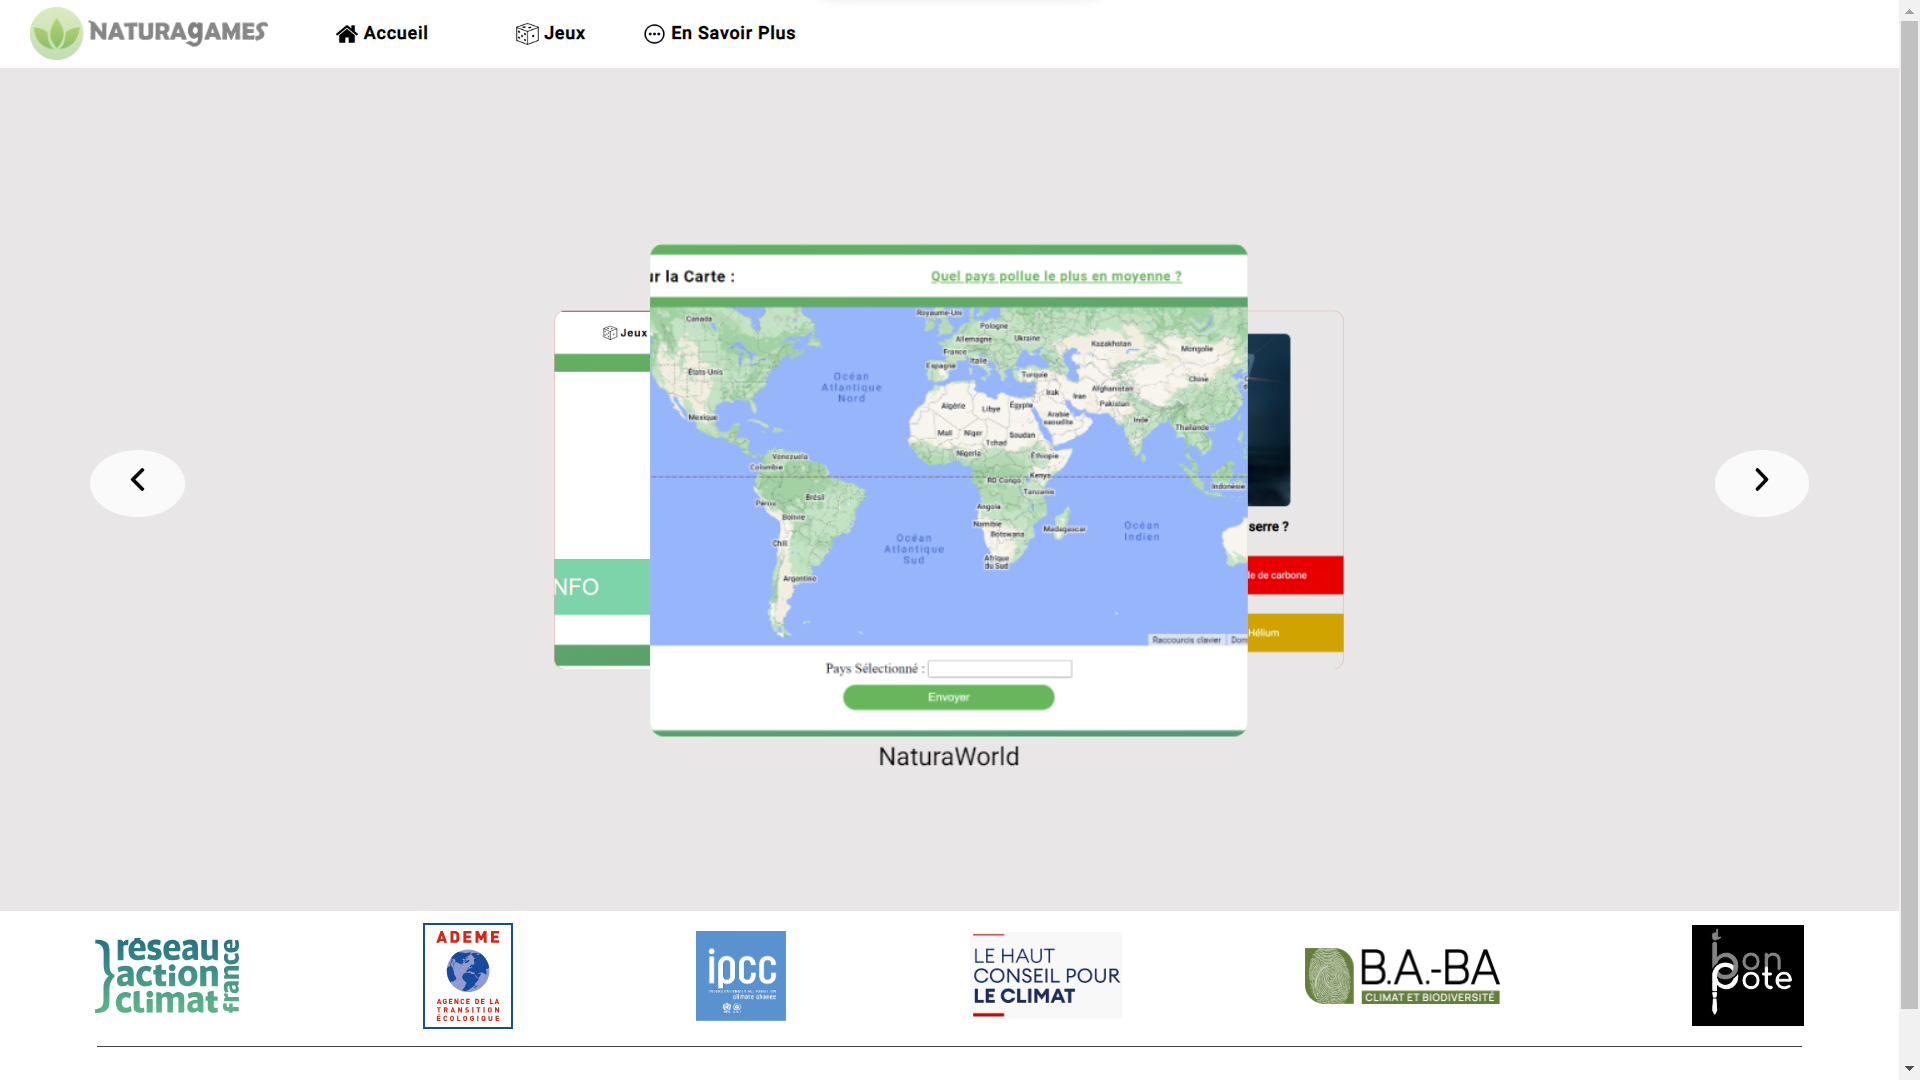 NATURAGAMES
Accueil
Jeux
En Savoir Plus
ur la Carte :
Quel pays pollue le plus en moyenne ?
Jeux
NFO
Canada
États-Unis
Mexique
Océan
Atlantique
Nord
Royaume-Uni
Pologne
Allemagne
Ukraine
France
Italie
Espagne
Turquie
Kazakhstan
Mongolie
Chine
Irak
Iran
Afghanistan
Pakistan
Algérie
Libye
Égypte
Arabie
saoudite
Inde
Thaïlande
Mali
Niger
Tchad
Soudan
Nigeria
Éthiopie
Venezuela
Colombie
RD Congo
Kenya
Tanzanie
Indonésie
Brésil
Pérou
Bolivie
Angola
Namibie
Botswana
Madagascar
Chili
Argentine
Afrique
du Sud
Océan
Atlantique
Sud
Océan
Indien
Raccourcis clavier
Don
Pays Sélectionné :
Envoyer
serre ?
de de carbone
Hélium
NaturaWorld
réseau
action
climat
france
ADEME
AGENCE DE LA
TRANSITION
ÉCOLOGIQUE
ipcc
climate change
LE HAUT
CONSEIL POUR
LE CLIMAT
B.A.-BA
CLIMAT ET BIODIVERSITÉ
bon
pote